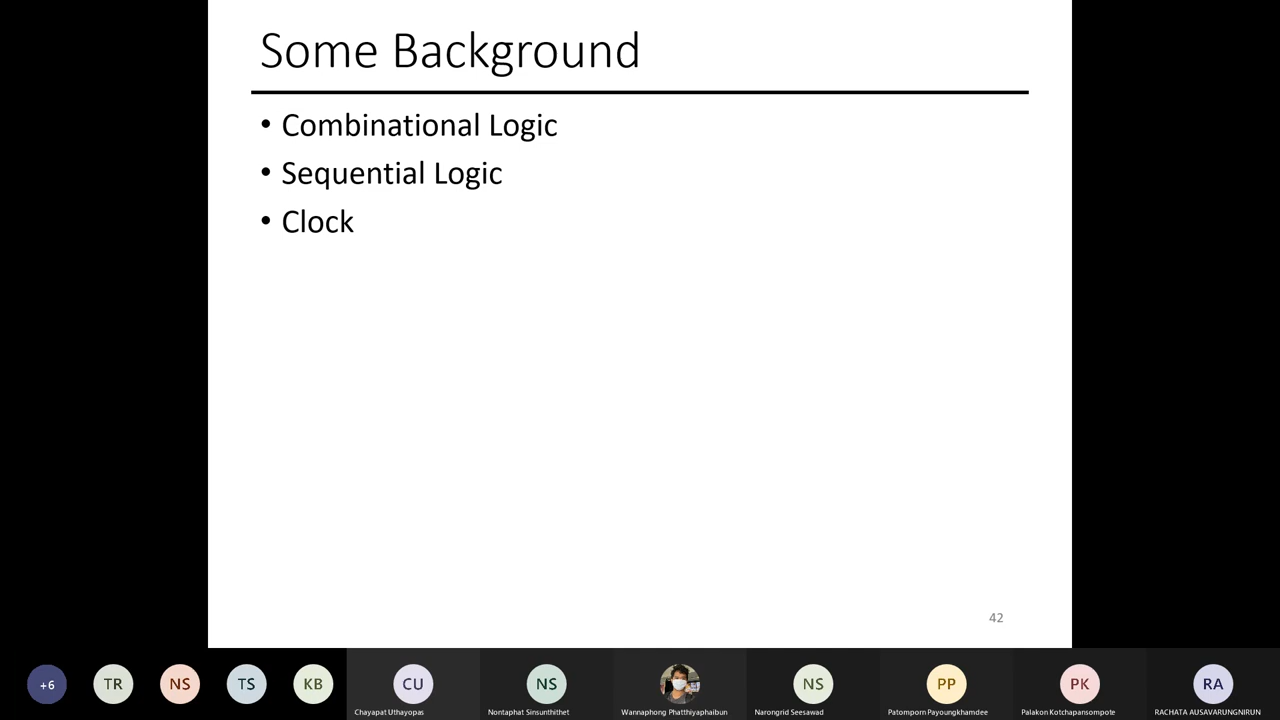 Some Background
• Combinational Logic
• Sequential Logic
• Clock
42
+6
TR
NS
TS
KB
CU
NS
NS
PP
PK
RA
Chayapat Uthayopas
Nontaphat Sinsunthithet
Wannaphong Phatthiyaphaibun
Narongrid Seesawad
Patomporn Payoungkhamdee
Palakon Kotchapansompote
RACHATA AUSAVARUNGNIRUN